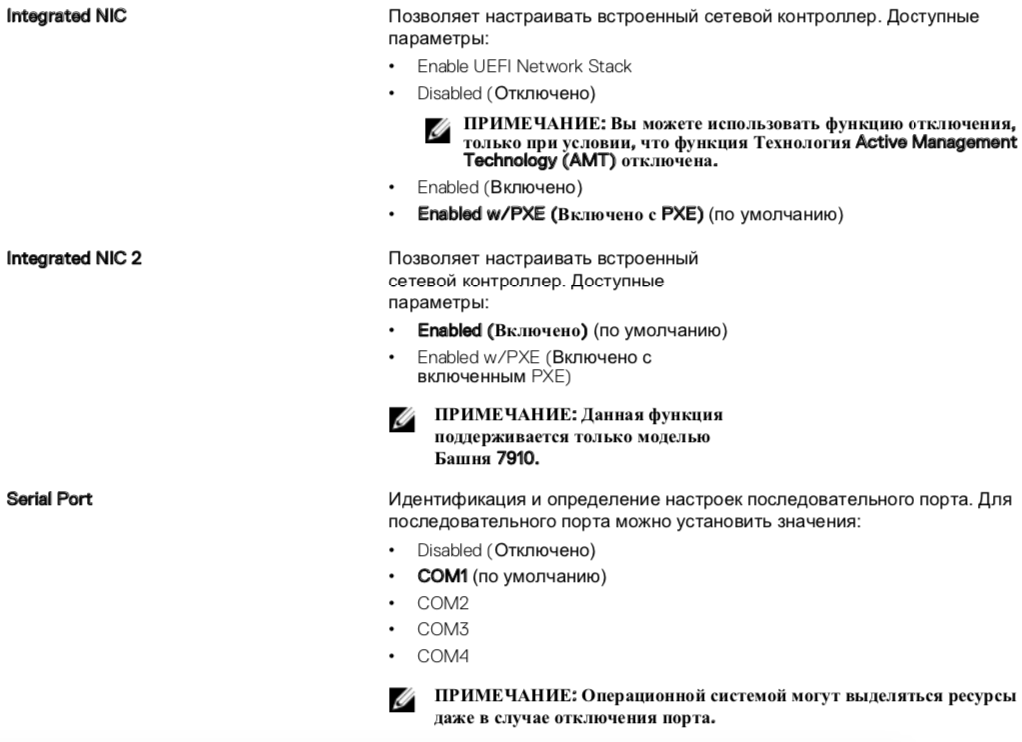 Integrated NIC
Позволяет настраивать встроенный сетевой контроллер. Доступные
параметры:
• Enable UEFI Network Stack
• Disabled (Отключено)
ПРИМЕЧАНИЕ: Вы можете использовать функцию отключения,
только при условии, что функция Технология Active Management
Technology (AMT) отключена.
• Enabled (Включено)
• Enabled w/PXE (Включено с PXE) (по умолчанию)
Integrated NIC 2
Позволяет настраивать встроенный
сетевой контроллер. Доступные
параметры:
• Enabled (Включено) (по умолчанию)
• Enabled w/PXE (Включено с
включенным PXE)
ПРИМЕЧАНИЕ: Данная функция
поддерживается только моделью
Башня 7910.
Serial Port
Идентификация и определение настроек последовательного порта. Для
последовательного порта можно установить значения:
• Disabled (Отключено)
• COM1 (по умолчанию)
• COM2
• COM3
• COM4
ПРИМЕЧАНИЕ: Операционной системой могут выделяться ресурсы
даже в случае отключения порта.